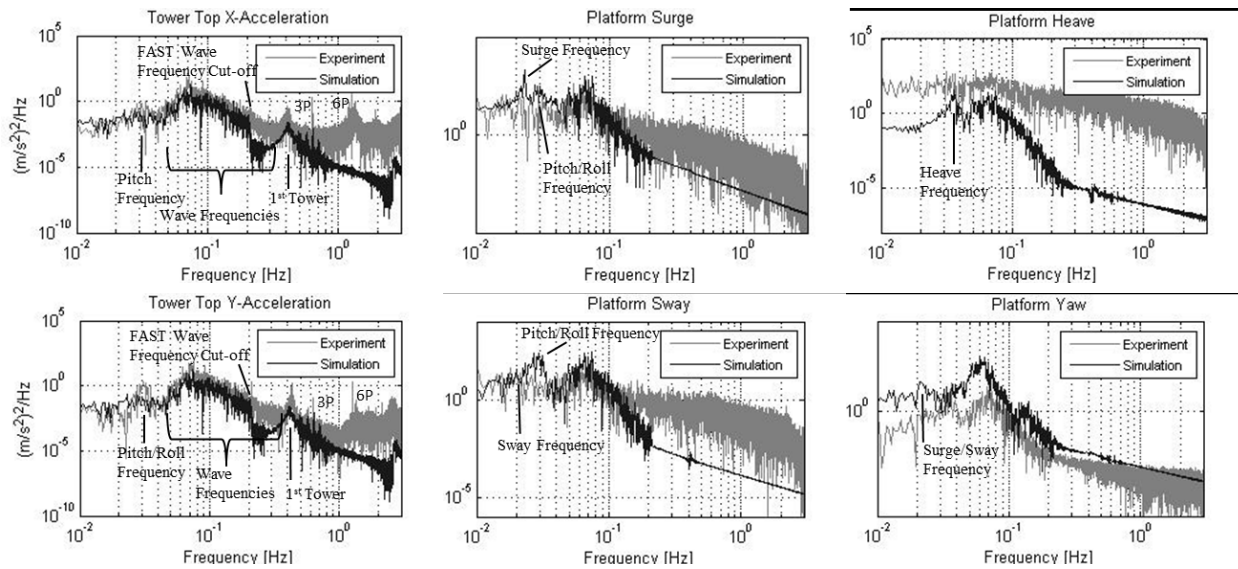 Tower Top X-Acceleration
10^5
FAST Wave
Frequency Cut-off
Experiment
Simulation
10^0
3P
6P
(m/s^2)^2/Hz
10^-5
Pitch
Frequency
Wave Frequencies
1st Tower
10^-10
10^-2
10^-1
10^0
Frequency [Hz]
Platform Surge
Surge Frequency
Experiment
Simulation
10^0
Pitch/Roll
Frequency
10^-2
10^-1
10^0
Frequency [Hz]
Platform Heave
10^5
Experiment
Simulation
10^0
Heave
Frequency
10^-5
10^-2
10^-1
10^0
Frequency [Hz]
Tower Top Y-Acceleration
10^5
FAST Wave
Frequency Cut-off
Experiment
Simulation
10^0
3P
6P
(m/s^2)^2/Hz
10^-5
Pitch/Roll
Frequency
Wave
Frequencies
1st Tower
10^-10
10^-2
10^-1
10^0
Frequency [Hz]
Platform Sway
Pitch/Roll Frequency
Experiment
Simulation
10^0
Sway Frequency
10^-5
10^-2
10^-1
10^0
Frequency [Hz]
Platform Yaw
Experiment
Simulation
10^0
Surge/Sway
Frequency
10^-2
10^-1
10^0
Frequency [Hz]